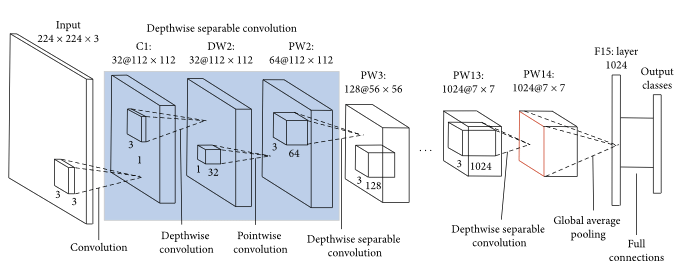 Input
224 × 224 × 3
Depthwise separable convolution
C1:
32@112 × 112
DW2:
32@112 × 112
PW2:
64@112 × 112
PW3:
128@56 × 56
PW13:
1024@7 × 7
PW14:
1024@7 × 7
F15: layer
1024
Output
classes
3
3
3
1
1
32
3
64
3
128
...
3
1024
Convolution
Depthwise
convolution
Pointwise
convolution
Depthwise separable
convolution
Depthwise separable
convolution
Global average
pooling
Full
connections